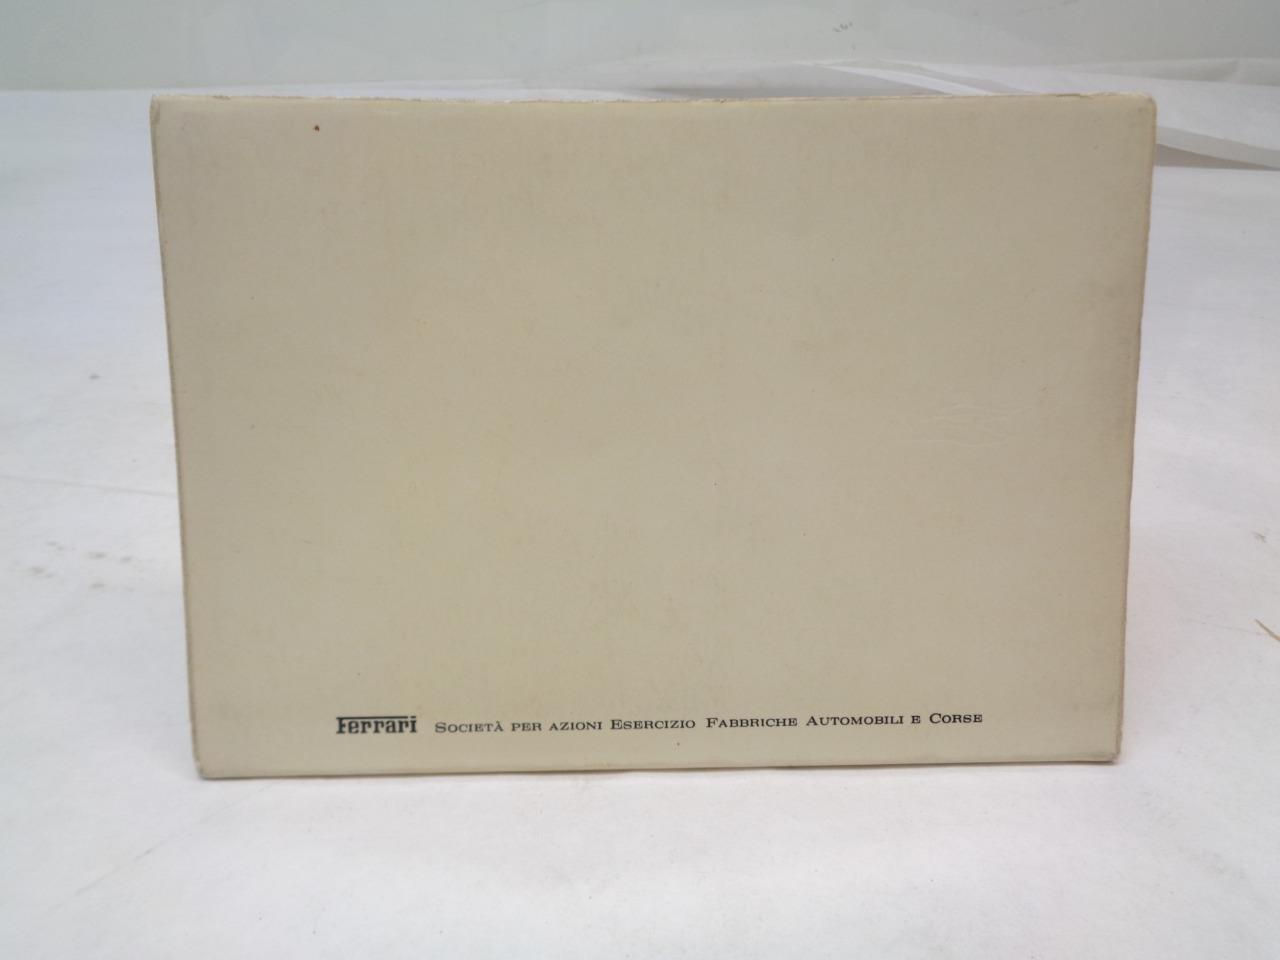 Ferrari Società per azioni Esercizio Fabbriche Automobili e Corse